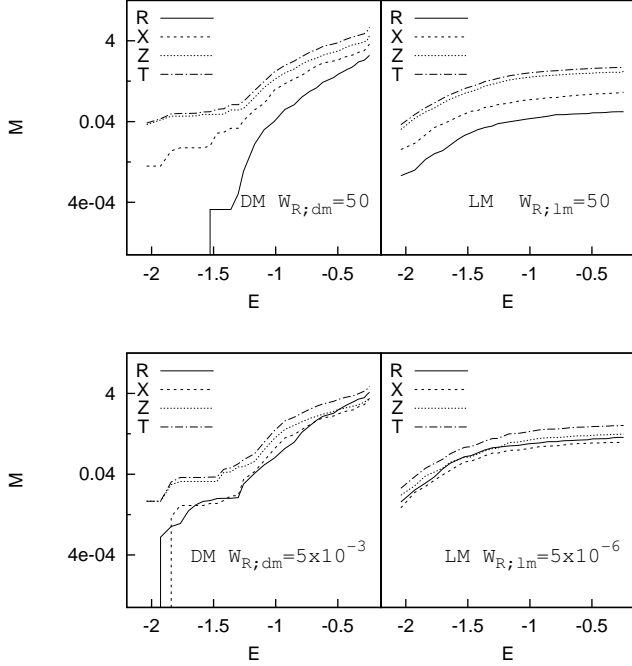 R
X
Z
T
4
0.04
4e-04
M
DM W_{R;dm}=50
LM W_{R;lm}=50
-2 -1.5 -1 -0.5
E
R
X
Z
T
-2 -1.5 -1 -0.5
E
R
X
Z
T
4
0.04
4e-04
M
DM W_{R;dm}=5x10^{-3}
LM W_{R;lm}=5x10^{-6}
-2 -1.5 -1 -0.5
E
R
X
Z
T
-2 -1.5 -1 -0.5
E